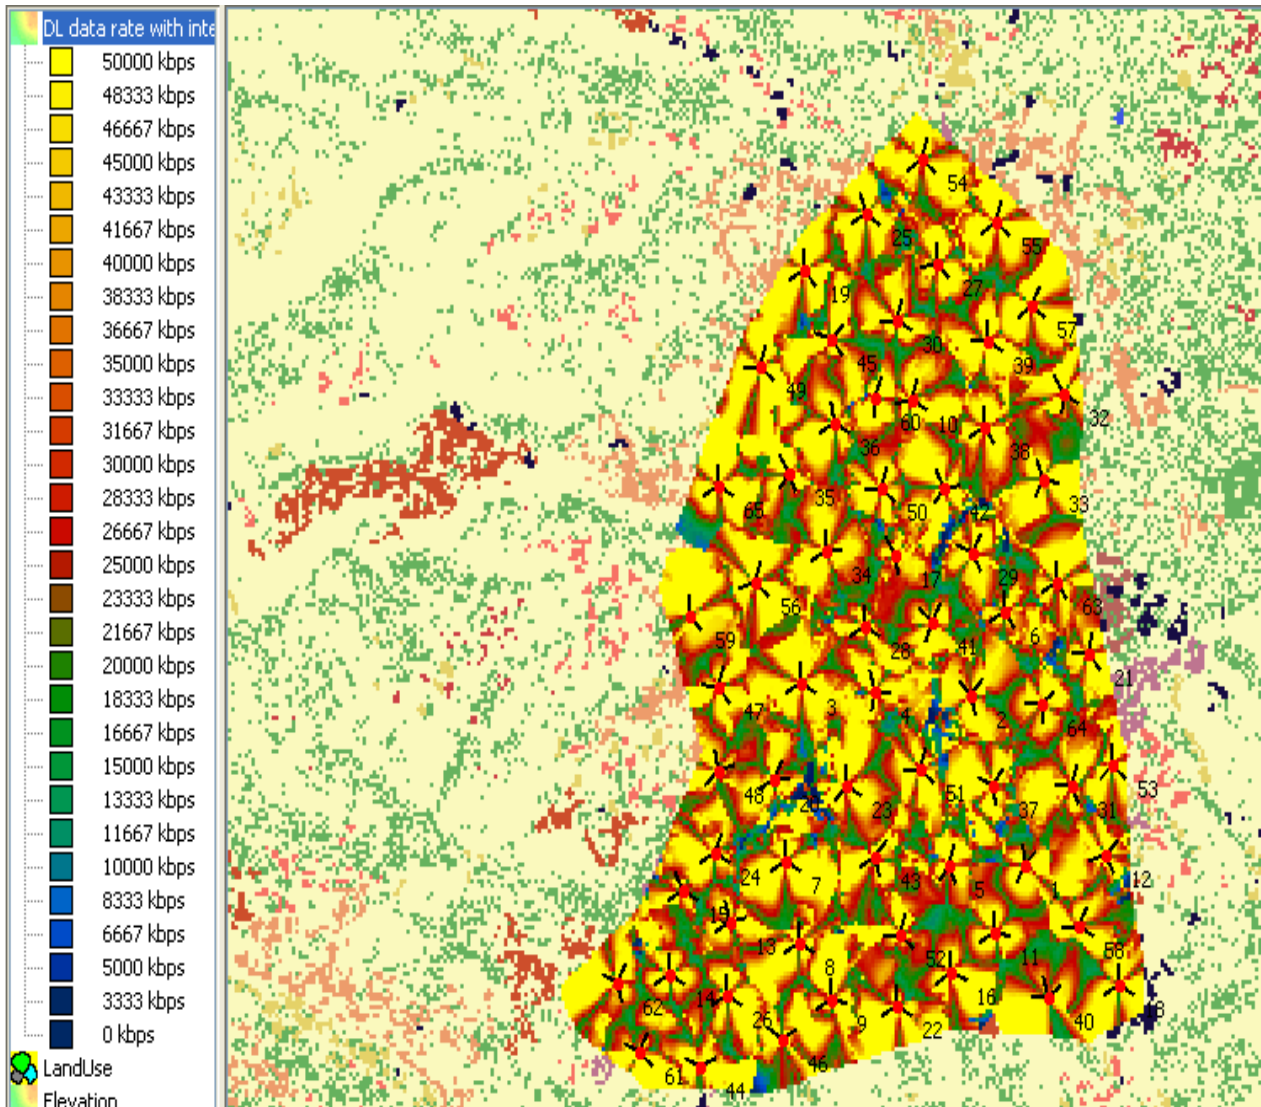 DL data rate with inte
50000 kbps
48333 kbps
46667 kbps
45000 kbps
43333 kbps
41667 kbps
40000 kbps
38333 kbps
36667 kbps
35000 kbps
33333 kbps
31667 kbps
30000 kbps
28333 kbps
26667 kbps
25000 kbps
23333 kbps
21667 kbps
20000 kbps
18333 kbps
16667 kbps
15000 kbps
13333 kbps
11667 kbps
10000 kbps
8333 kbps
6667 kbps
5000 kbps
3333 kbps
0 kbps
LandUse
Elevation
54
25
55
27
19
57
30
39
45
49
32
60
10
36
38
35
65
50
42
33
34
17
29
56
63
59
28
41
6
21
47
3
4
2
64
48
20
23
51
37
31
53
24
7
43
5
1
12
15
13
8
52
11
58
62
14
26
9
22
16
40
18
61
44
46